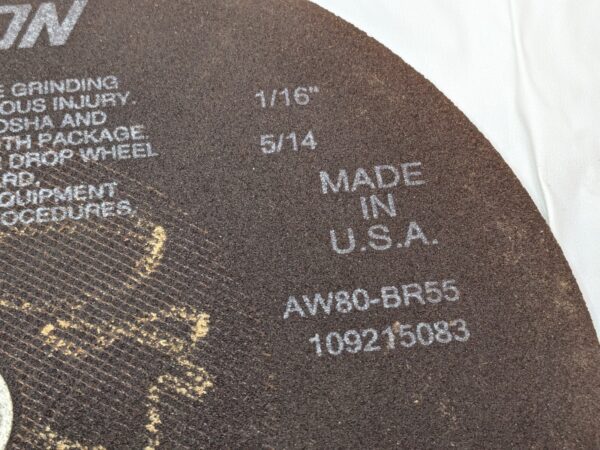 ON
E GRINDING
OUS INJURY.
OSHA AND
TH PACKAGE.
DROP WHEEL
RD.
QUIPMENT
OCEDURES.
1/16"
5/14
MADE
IN
U.S.A.
AW80-BR55
109215083